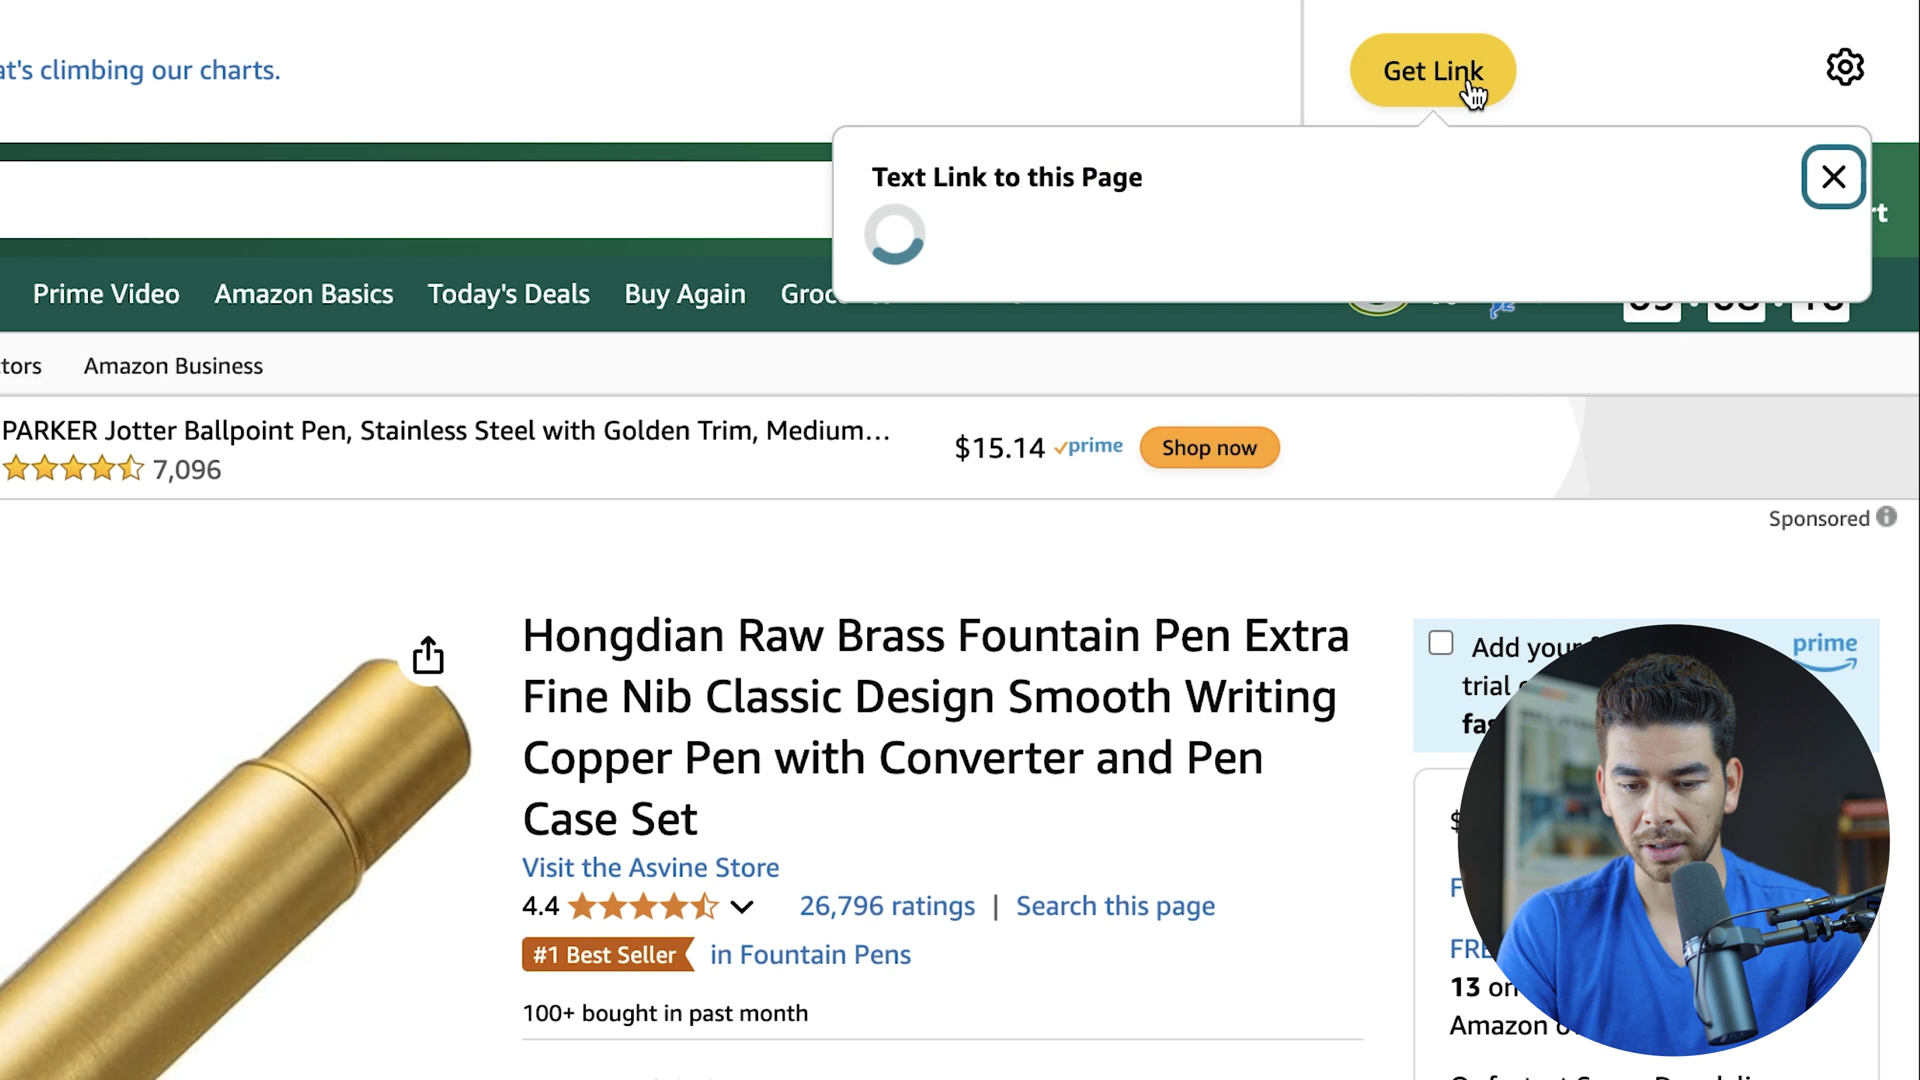 at's climbing our charts.
Get Link
Text Link to this Page
Prime Video
Amazon Basics
Today's Deals
Buy Again
Groc
tors
Amazon Business
PARKER Jotter Ballpoint Pen, Stainless Steel with Golden Trim, Medium...
$15.14 prime
Shop now
7,096
Sponsored
Hongdian Raw Brass Fountain Pen Extra
Fine Nib Classic Design Smooth Writing
Copper Pen with Converter and Pen
Case Set
Visit the Asvine Store
4.4
26,796 ratings | Search this page
#1 Best Seller in Fountain Pens
100+ bought in past month
Add your
prime
trial
fas
$
F
FRE
13 on
Amazon